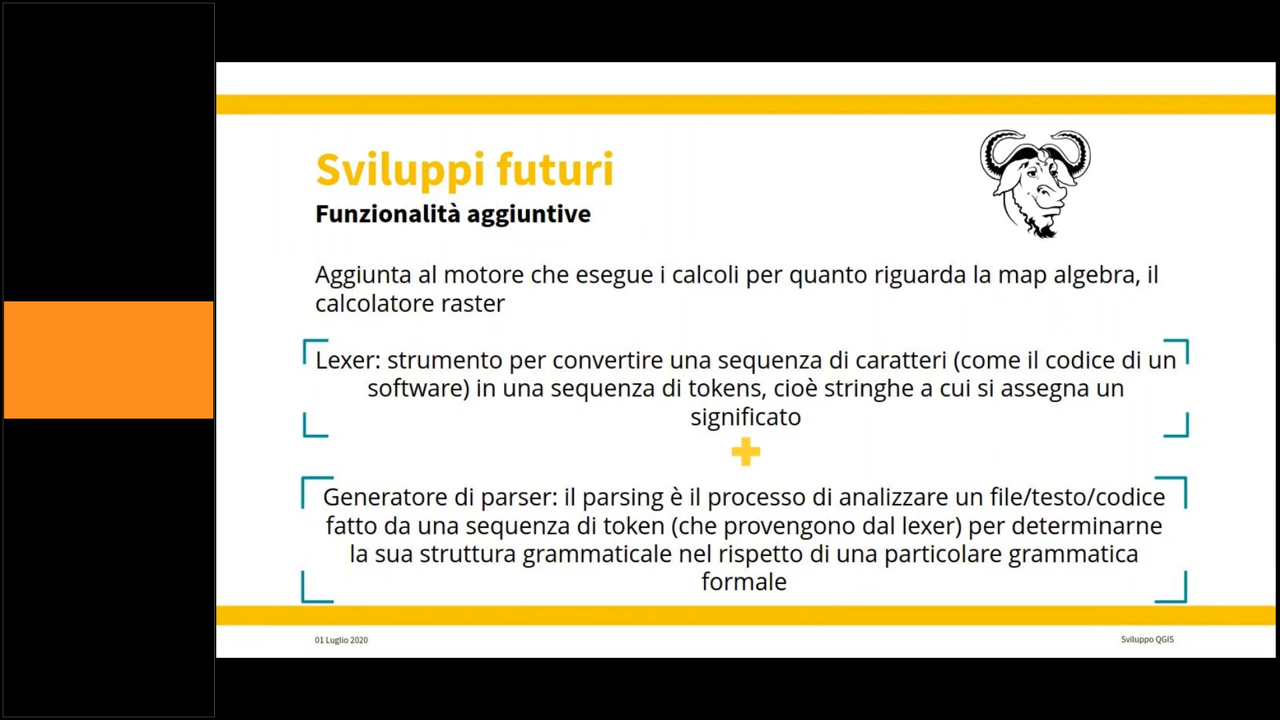 Sviluppi futuri
Funzionalità aggiuntive
Aggiunta al motore che esegue i calcoli per quanto riguarda la map algebra, il
calcolatore raster
Lexer: strumento per convertire una sequenza di caratteri (come il codice di un
software) in una sequenza di tokens, cioè stringhe a cui si assegna un
significato
Generatore di parser: il parsing è il processo di analizzare un file/testo/codice
fatto da una sequenza di token (che provengono dal lexer) per determinarne
la sua struttura grammaticale nel rispetto di una particolare grammatica
formale
01 Luglio 2020
Sviluppo QGIS